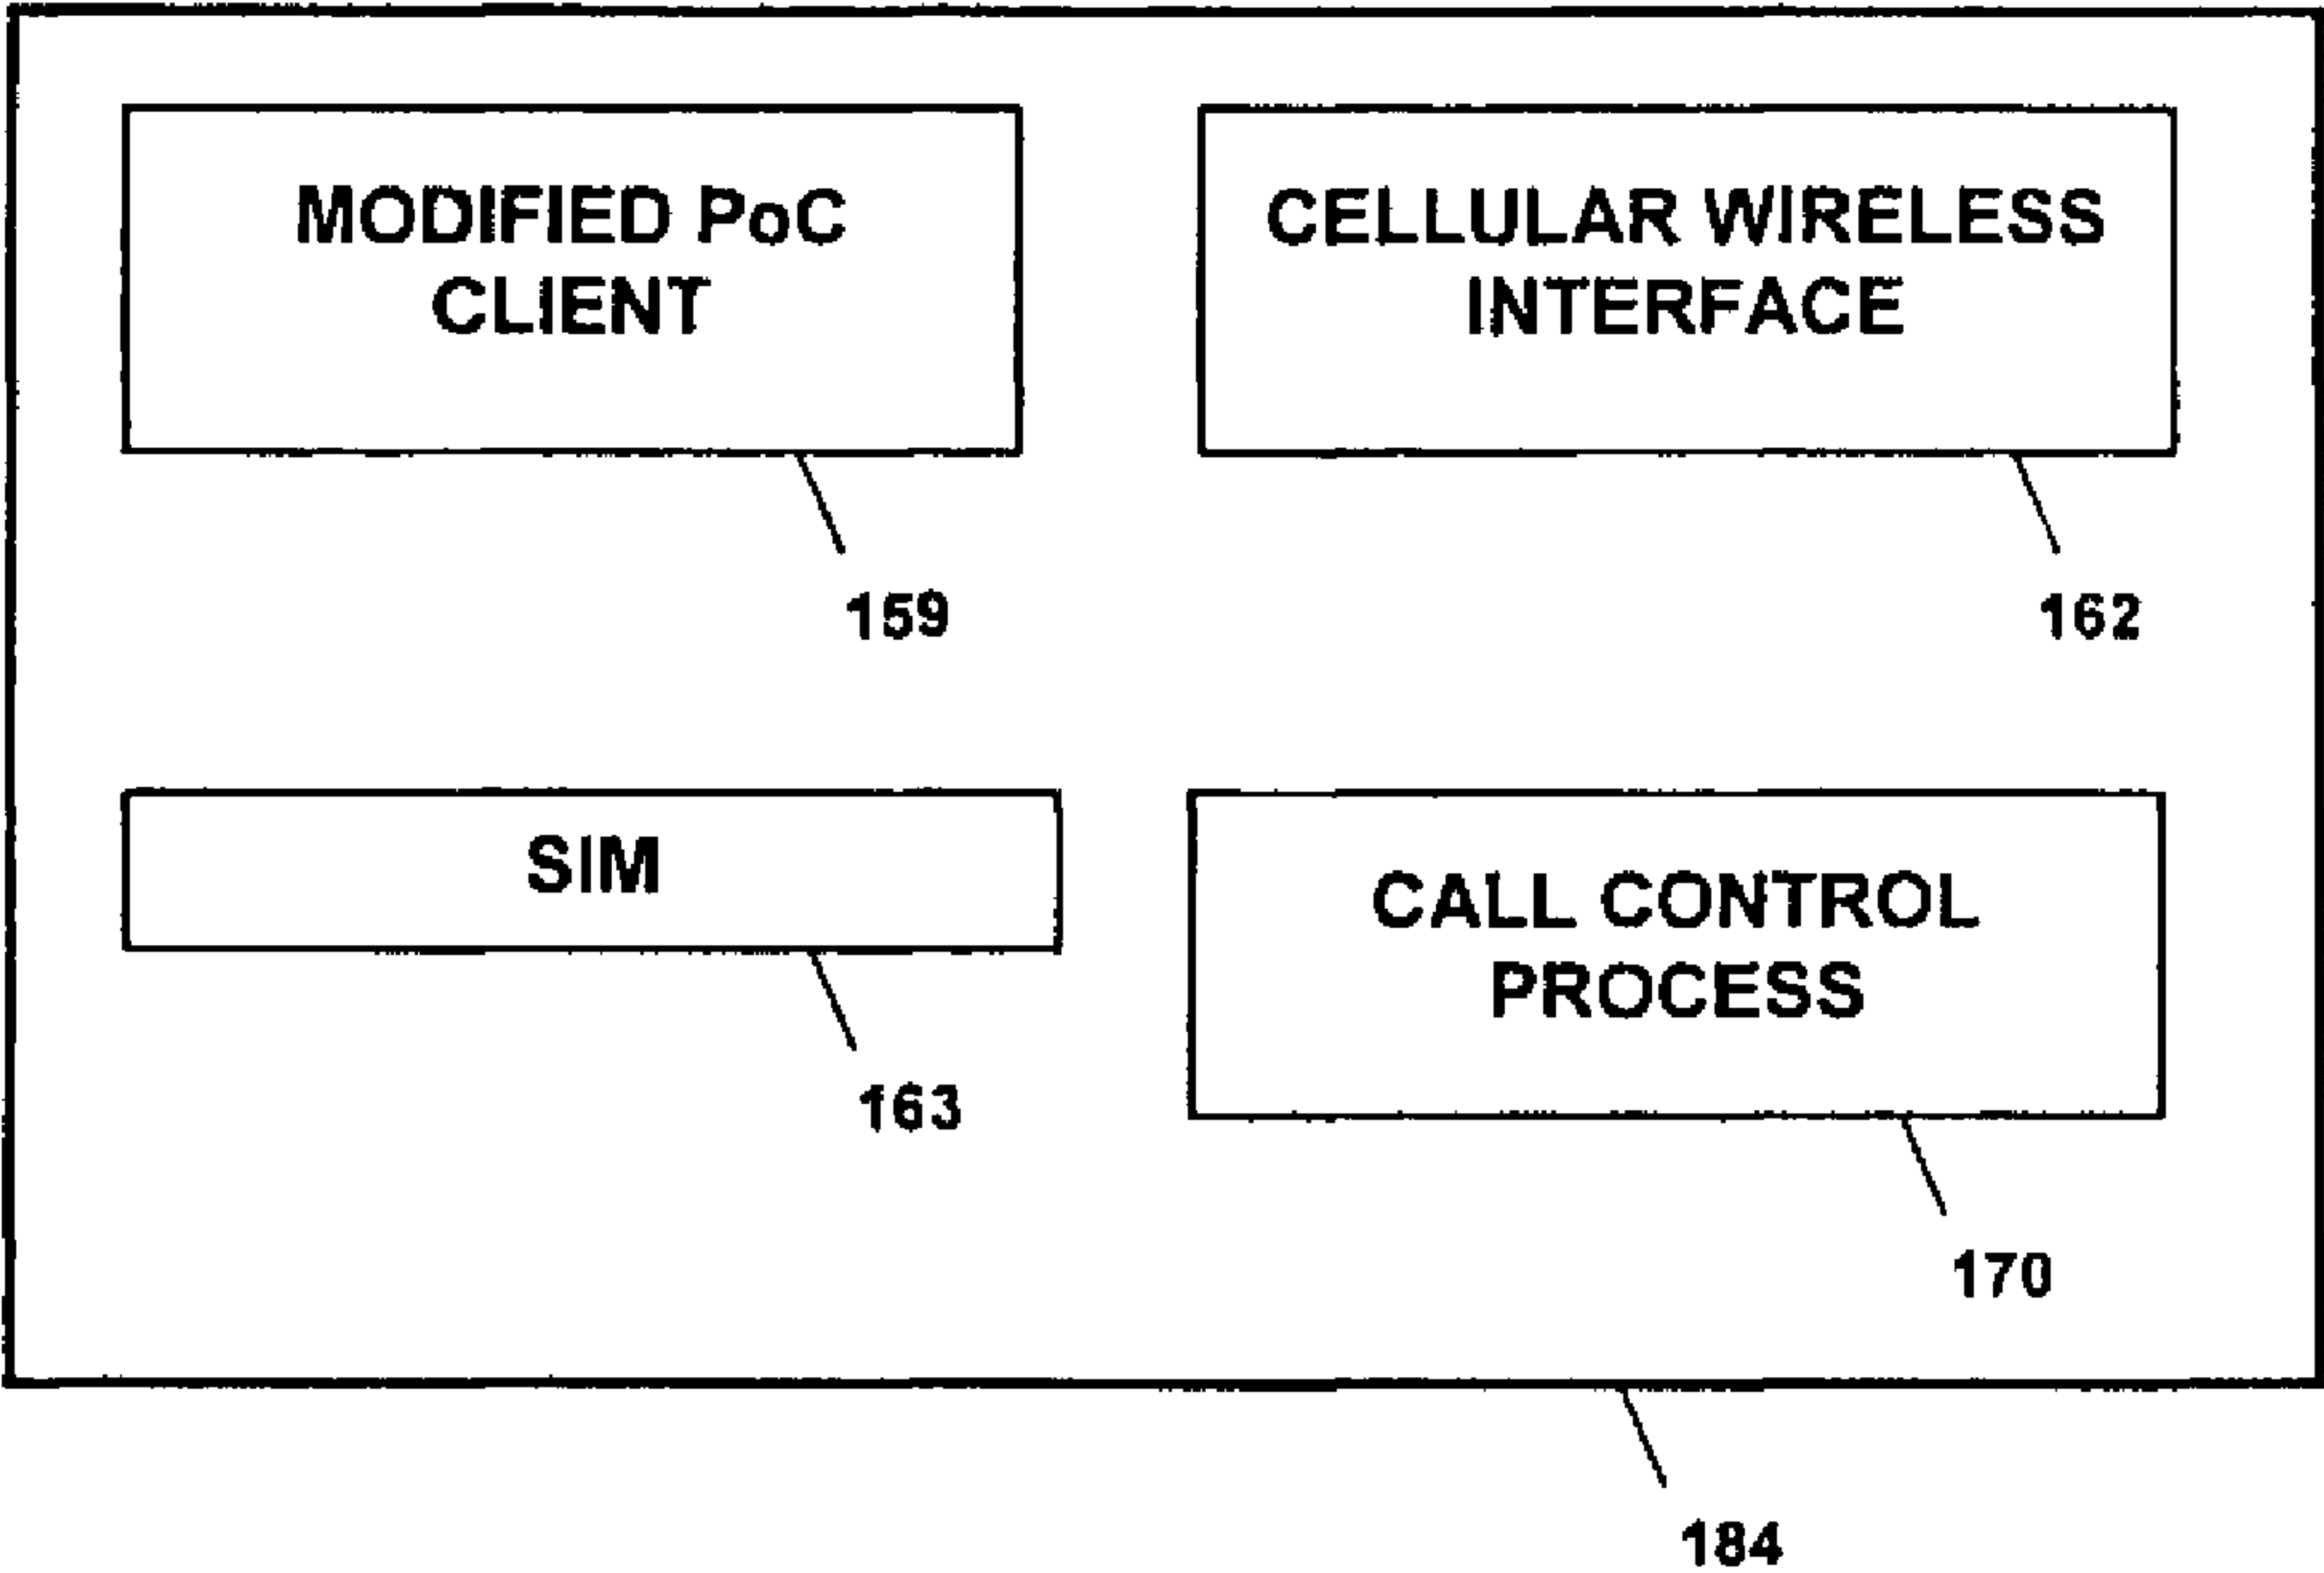 MODIFIED PoC
CLIENT
CELLULAR WIRELESS
INTERFACE
159
162
SIM
CALL CONTROL
PROCESS
163
170
184